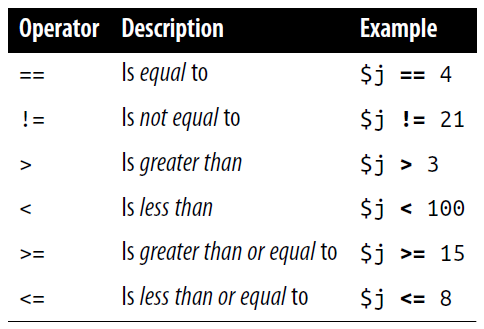 Operator Description Example
== Is equal to $j == 4
!= Is not equal to $j != 21
> Is greater than $j > 3
< Is less than $j < 100
>= Is greater than or equal to $j >= 15
<= Is less than or equal to $j <= 8